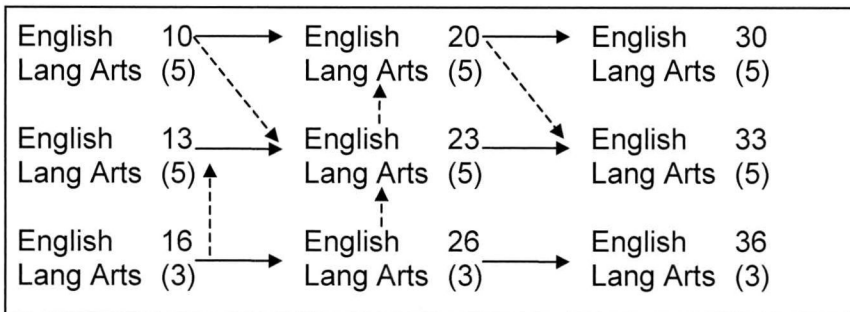 English 10 English 20 English 30
Lang Arts (5) Lang Arts (5) Lang Arts (5)
English 13 English 23 English 33
Lang Arts (5) Lang Arts (5) Lang Arts (5)
English 16 English 26 English 36
Lang Arts (3) Lang Arts (3) Lang Arts (3)